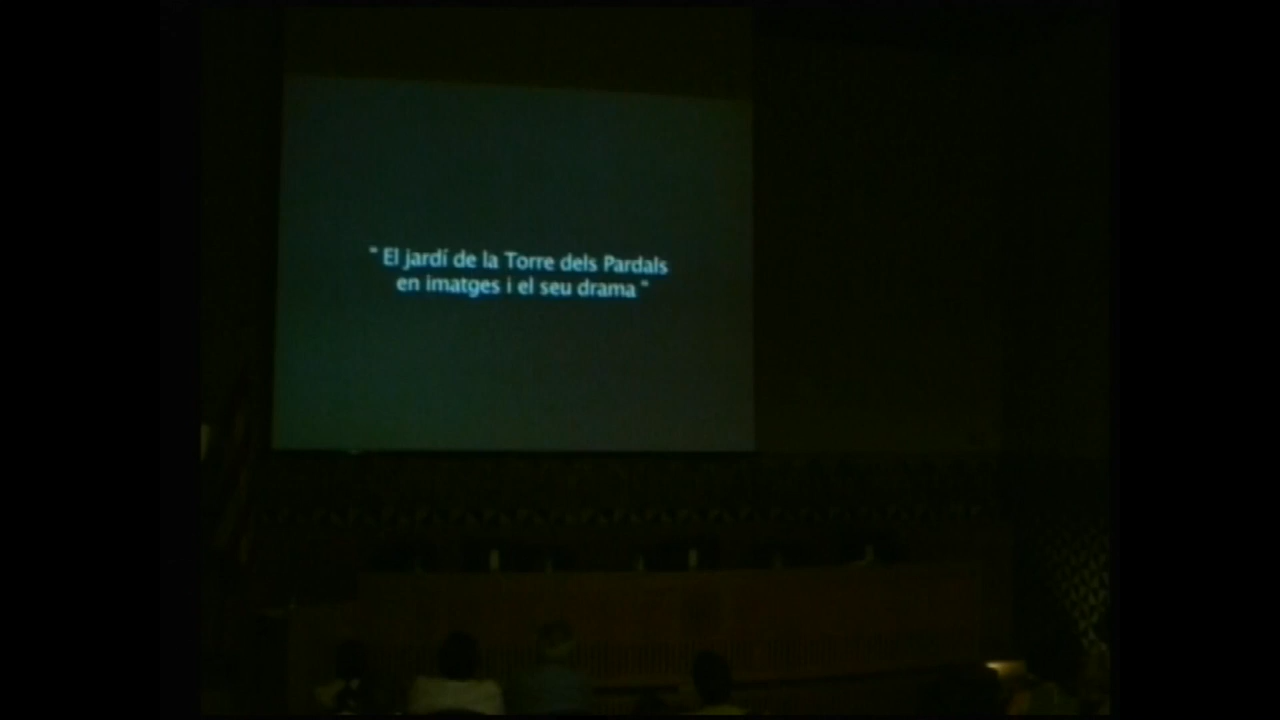 " El jardí de la Torre dels Pardals
en imatges i el seu drama "